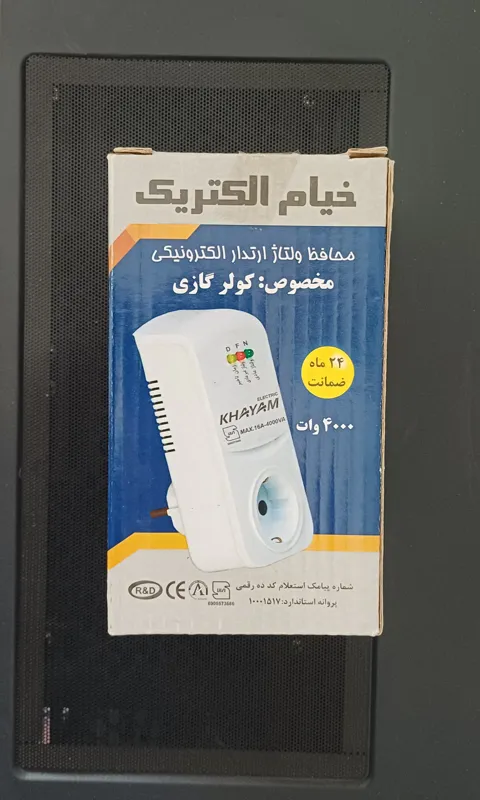 خیام الکتریک
محافظ ولتاژ ارتدار الکترونیکی
مخصوص: کولر گازی
۲۴ ماه
ضمانت
۴۰۰۰ وات
D F N
ELECTRIC
KHAYAM
MAX.16A-4000VA
شماره پیامک استعلام کد ده رقمی
پروانه استاندارد: ۱۰۰۰۱۵۱۷
R&D CE